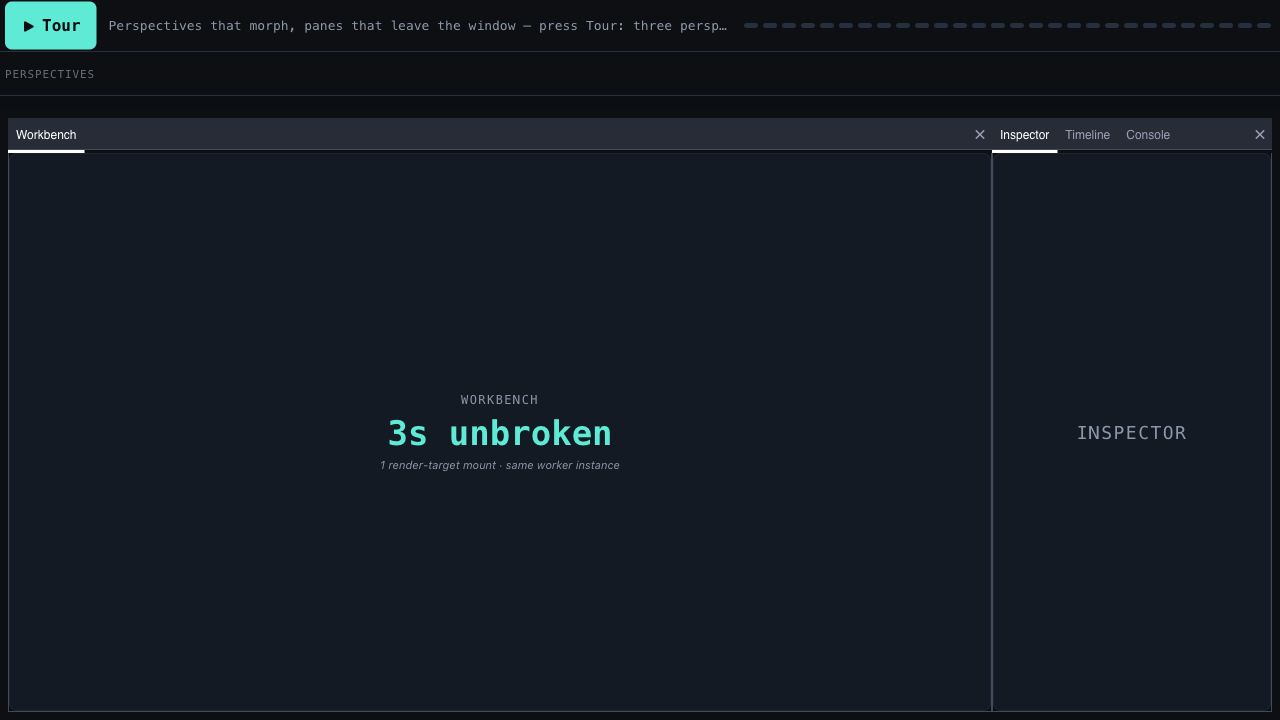 Tour
Perspectives that morph, panes that leave the window — press Tour: three persp…
PERSPECTIVES
Workbench
Inspector Timeline Console
WORKBENCH
3s unbroken
1 render-target mount · same worker instance
INSPECTOR